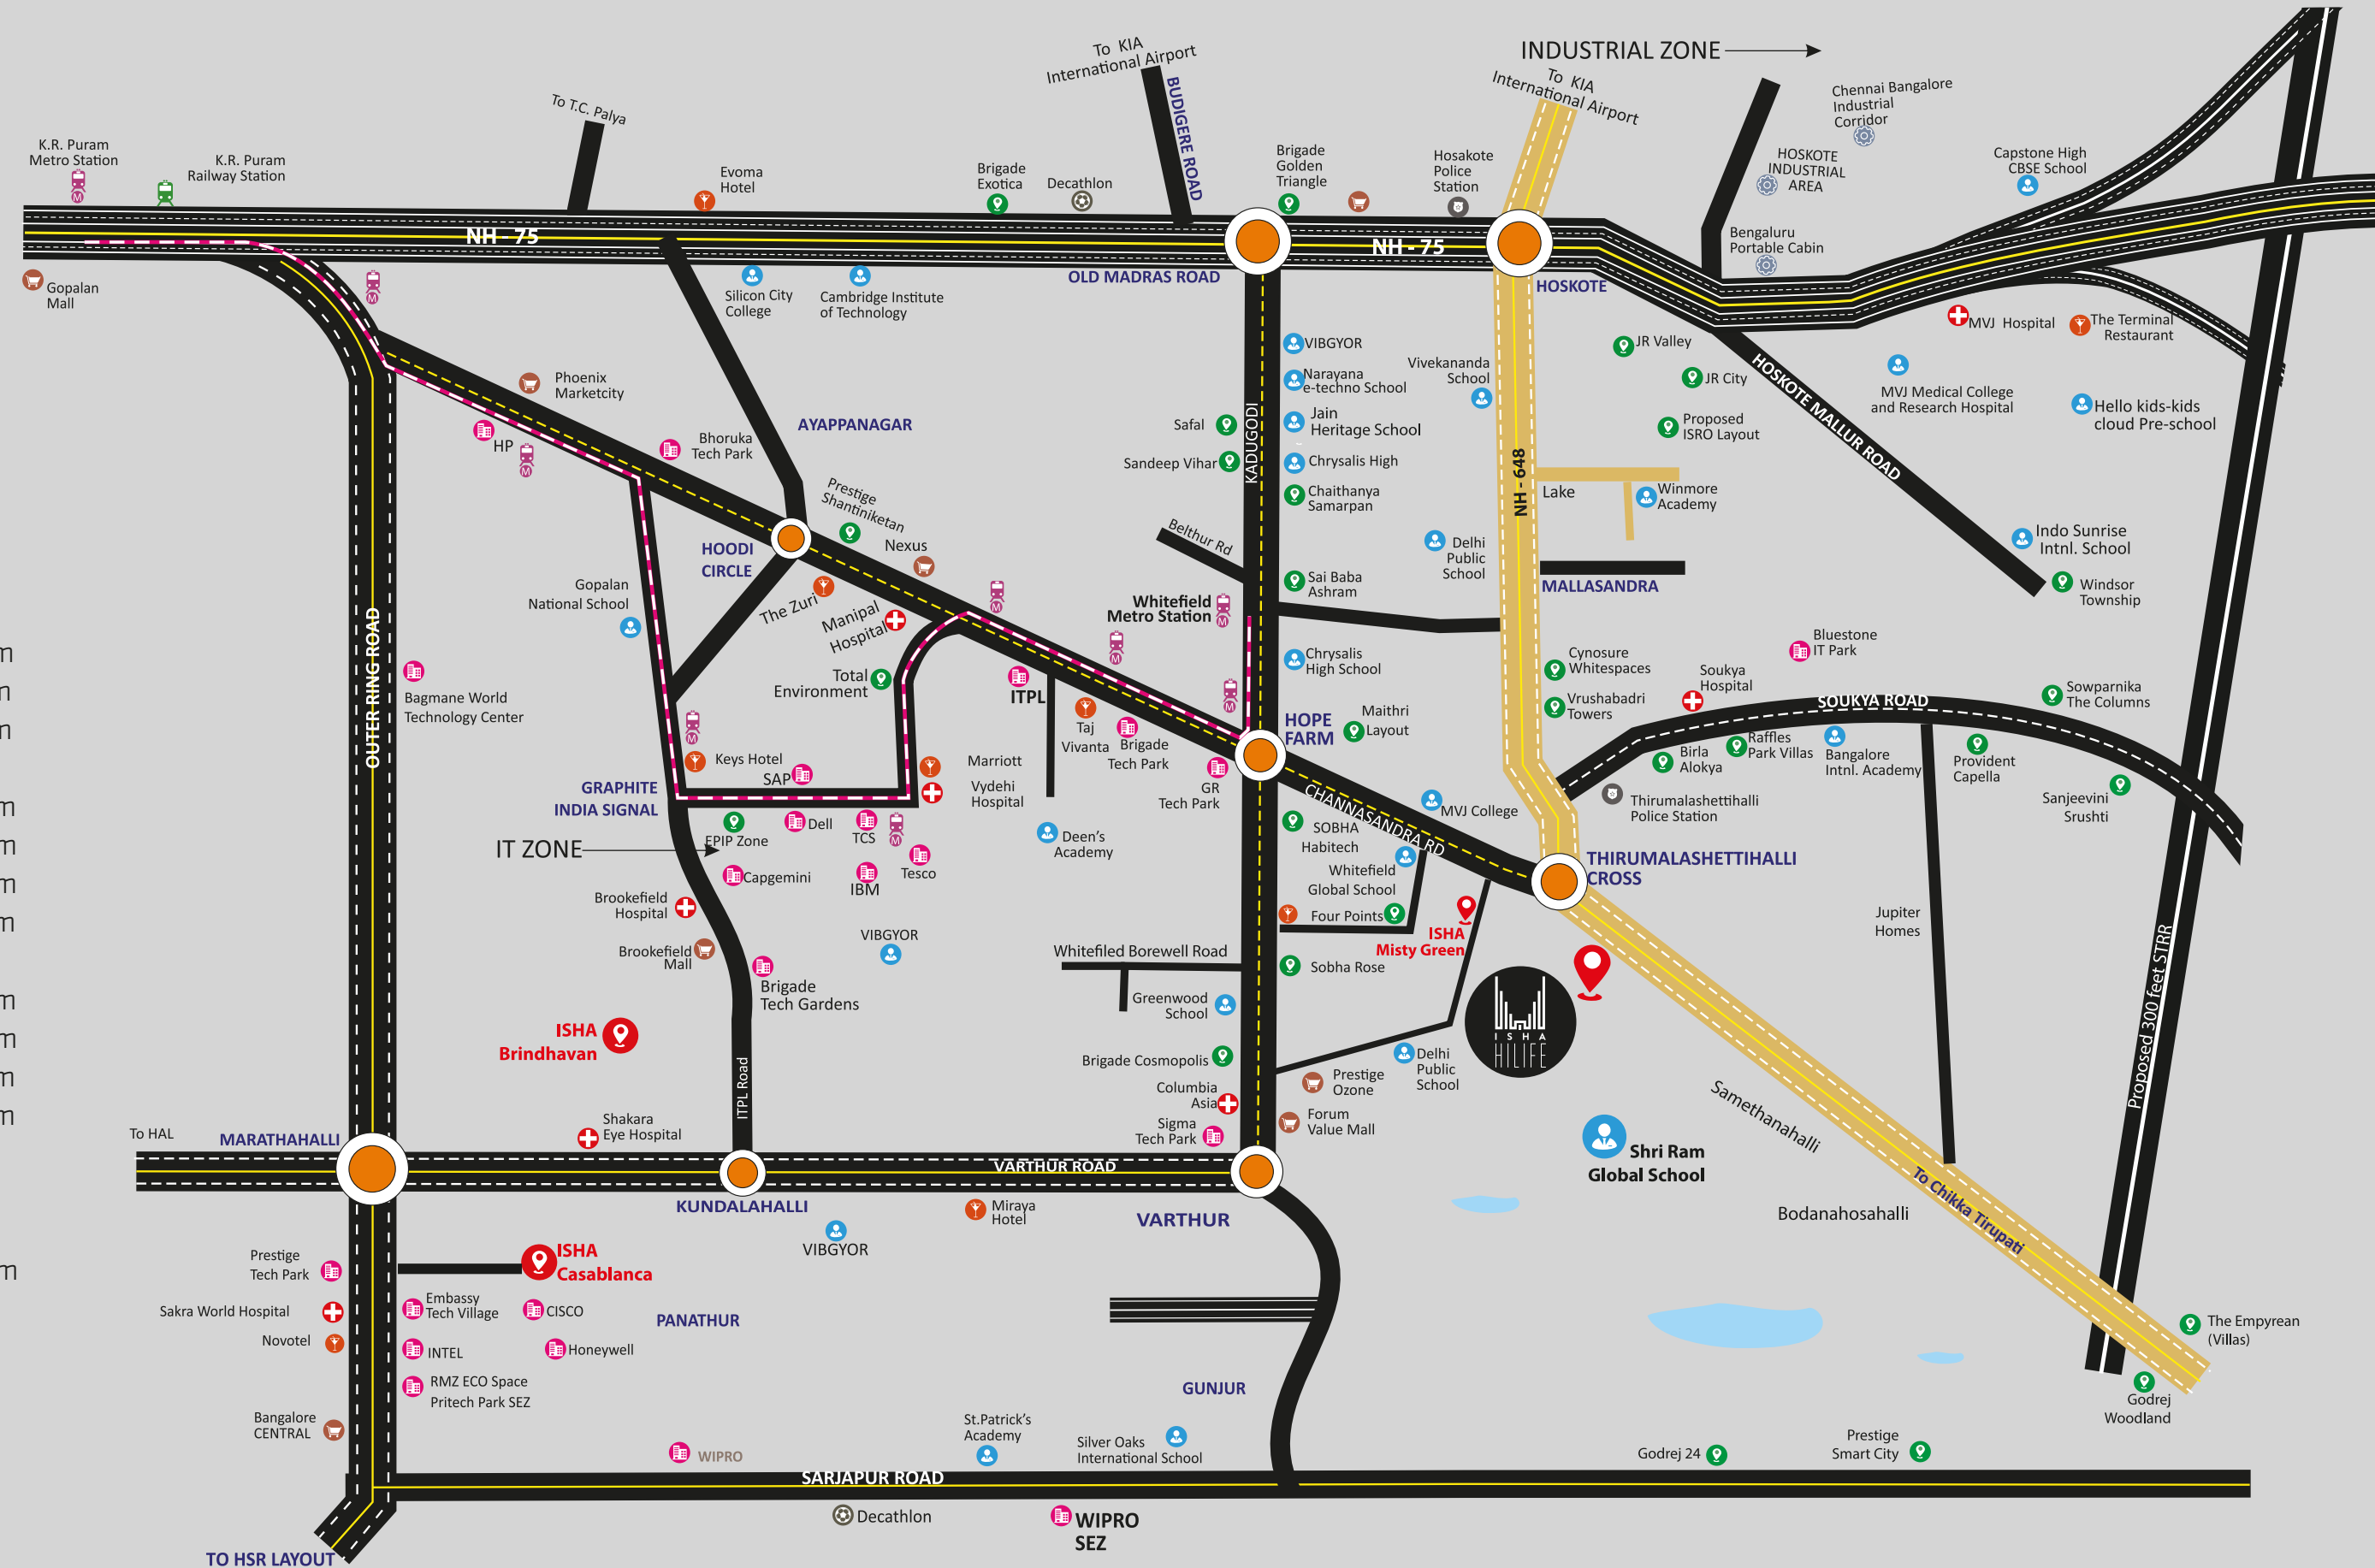 INDUSTRIAL ZONE
To KIA
International Airport
To KIA
International Airport
BUDIGERE ROAD
To T.C. Palya
Chennai Bangalore
Industrial
Corridor
HOSKOTE
INDUSTRIAL
AREA
Capstone High
CBSE School
K.R. Puram
Metro Station
M
K.R. Puram
Railway Station
Evoma
Hotel
Brigade
Exotica
Decathlon
Brigade
Golden
Triangle
Hosakote
Police
Station
Bengaluru
Portable Cabin
NH - 75
NH - 75
OLD MADRAS ROAD
HOSKOTE
Gopalan
Mall
M
Silicon City
College
Cambridge Institute
of Technology
MVJ Hospital
The Terminal
Restaurant
VIBGYOR
Narayana
e-techno School
Jain
Heritage School
Chrysalis High
Chaithanya
Samarpan
Vivekananda
School
JR Valley
JR City
Proposed
ISRO Layout
HOSKOTE MALLUR ROAD
MVJ Medical College
and Research Hospital
Hello kids-kids
cloud Pre-school
Phoenix
Marketcity
HP
M
Bhoruka
Tech Park
AYAPPANAGAR
Safal
Sandeep Vihar
KADUGODI
NH - 648
Lake
Winmore
Academy
Prestige
Shantiniketan
Nexus
HOODI
CIRCLE
Belthur Rd
Delhi
Public
School
MALLASANDRA
Indo Sunrise
Intnl. School
Windsor
Township
Gopalan
National School
The Zuri
Manipal
Hospital
M
Whitefield
Metro Station
M
M
Sai Baba
Ashram
OUTER RING ROAD
Bagmane World
Technology Center
Total
Environment
ITPL
Taj
Vivanta
Brigade
Tech Park
M
Chrysalis
High School
HOPE
FARM
Maithri
Layout
Cynosure
Whitespaces
Vrushabadri
Towers
Soukya
Hospital
Bluestone
IT Park
SOUKYA ROAD
Sowparnika
The Columns
Birla
Alokya
Raffles
Park Villas
Bangalore
Intnl. Academy
Provident
Capella
Sanjeevini
Srushti
M
Keys Hotel
SAP
Marriott
Vydehi
Hospital
GR
Tech Park
GRAPHITE
INDIA SIGNAL
EPIP Zone
Dell
TCS
M
Tesco
IBM
Capgemini
IT ZONE
Deen's
Academy
CHANNASANDRA RD
MVJ College
SOBHA
Habitech
Whitefield
Global School
Four Points
Thirumalashettihalli
Police Station
THIRUMALASHETTIHALLI
CROSS
Brookefield
Hospital
Brookefield
Mall
VIBGYOR
Brigade
Tech Gardens
ISHA
Misty Green
Jupiter
Homes
Whitefiled Borewell Road
Sobha Rose
Greenwood
School
ISHA
HILIFE
Proposed 300 feet STRR
ISHA
Brindhavan
ITPL Road
Brigade Cosmopolis
Columbia
Asia
Sigma
Tech Park
Prestige
Ozone
Forum
Value Mall
Delhi
Public
School
Samethanahalli
Shri Ram
Global School
To HAL
MARATHAHALLI
Shakara
Eye Hospital
VARTHUR ROAD
KUNDALAHALLI
Miraya
Hotel
VARTHUR
VIBGYOR
To Chikka Tirupati
Bodanahosahalli
Prestige
Tech Park
ISHA
Casablanca
Sakra World Hospital
Embassy
Tech Village
CISCO
PANATHUR
Novotel
INTEL
Honeywell
RMZ ECO Space
Pritech Park SEZ
Bangalore
CENTRAL
GUNJUR
The Empyrean
(Villas)
Godrej
Woodland
WIPRO
St.Patrick's
Academy
Silver Oaks
International School
Godrej 24
Prestige
Smart City
SARJAPUR ROAD
Decathlon
WIPRO
SEZ
TO HSR LAYOUT
m
m
m
m
m
m
m
m
m
m
m
m